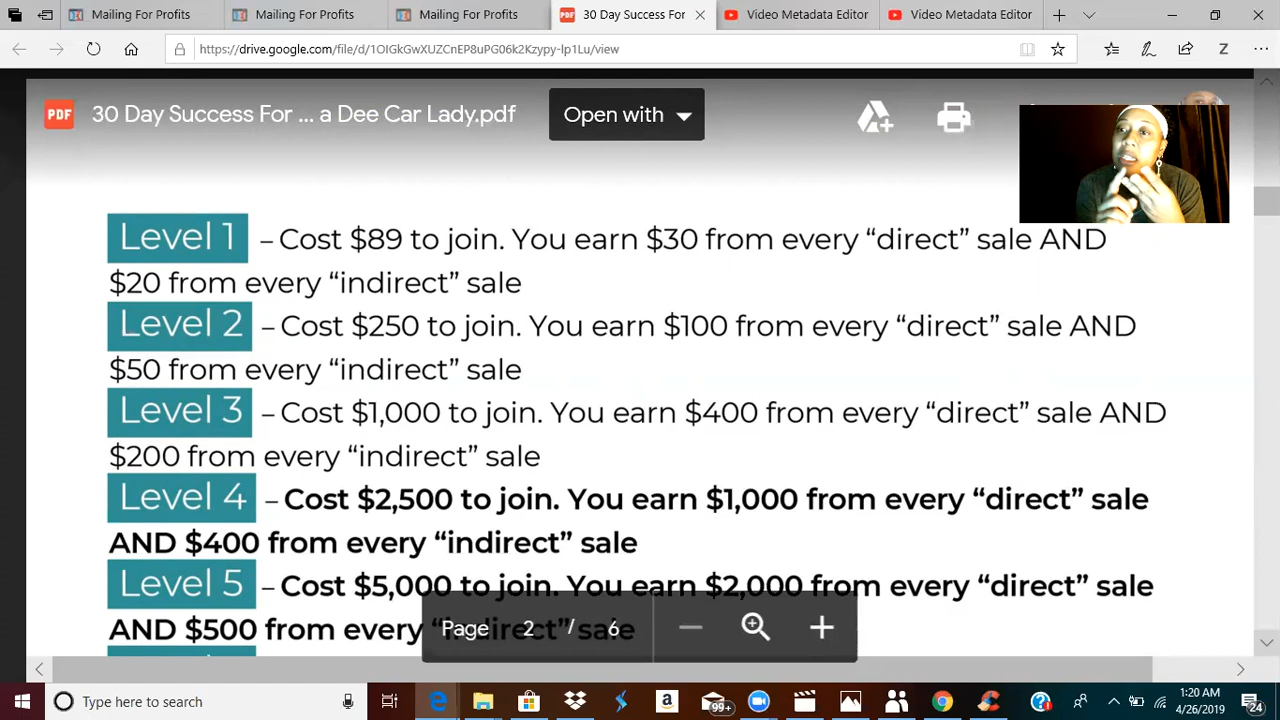 Mailing For Profits
Mailing For Profits
Mailing For Profits
30 Day Success For
Video Metadata Editor
Video Metadata Editor
https://drive.google.com/file/d/1OIGkGwXUZCnEP8uPG06k2Kzypy-lp1Lu/view
PDF
30 Day Success For ... a Dee Car Lady.pdf
Open with
Level 1 – Cost $89 to join. You earn $30 from every “direct” sale AND
$20 from every “indirect” sale
Level 2 – Cost $250 to join. You earn $100 from every “direct” sale AND
$50 from every “indirect” sale
Level 3 – Cost $1,000 to join. You earn $400 from every “direct” sale AND
$200 from every “indirect” sale
Level 4 – Cost $2,500 to join. You earn $1,000 from every “direct” sale
AND $400 from every “indirect” sale
Level 5 – Cost $5,000 to join. You earn $2,000 from every “direct” sale
AND $500 from every “indirect” sale
Page 2 / 6
Type here to search
99+
1:20 AM
4/26/2019
24